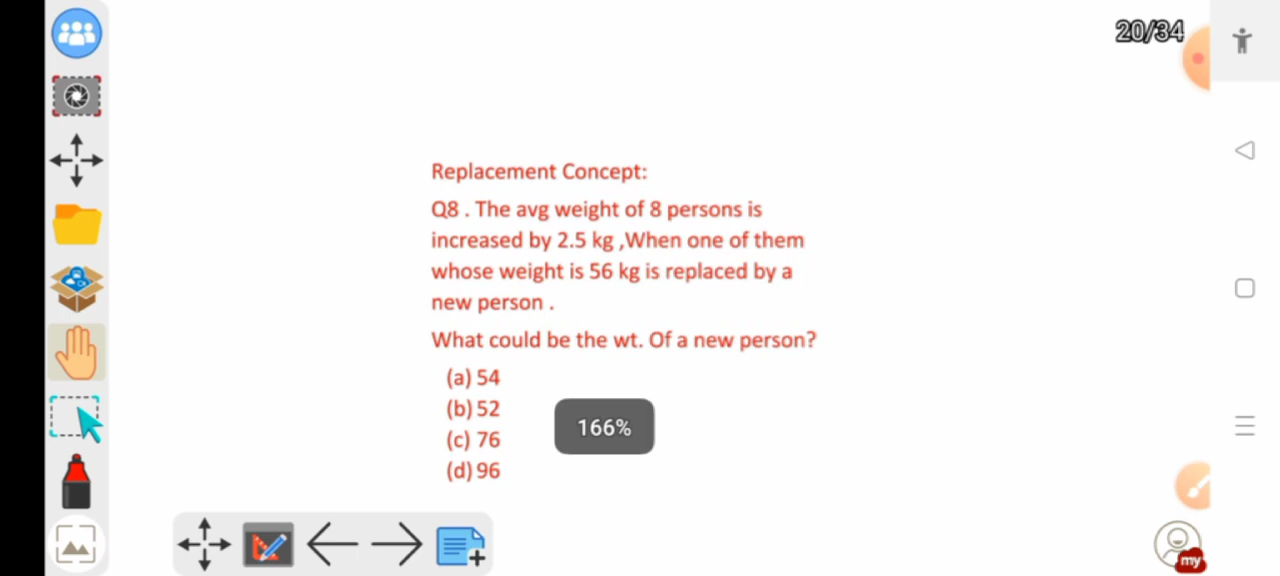 20/34
Replacement Concept:
Q8 . The avg weight of 8 persons is
increased by 2.5 kg ,When one of them
whose weight is 56 kg is replaced by a
new person .
What could be the wt. Of a new person?
(a) 54
(b) 52
(c) 76
(d) 96
166%
my